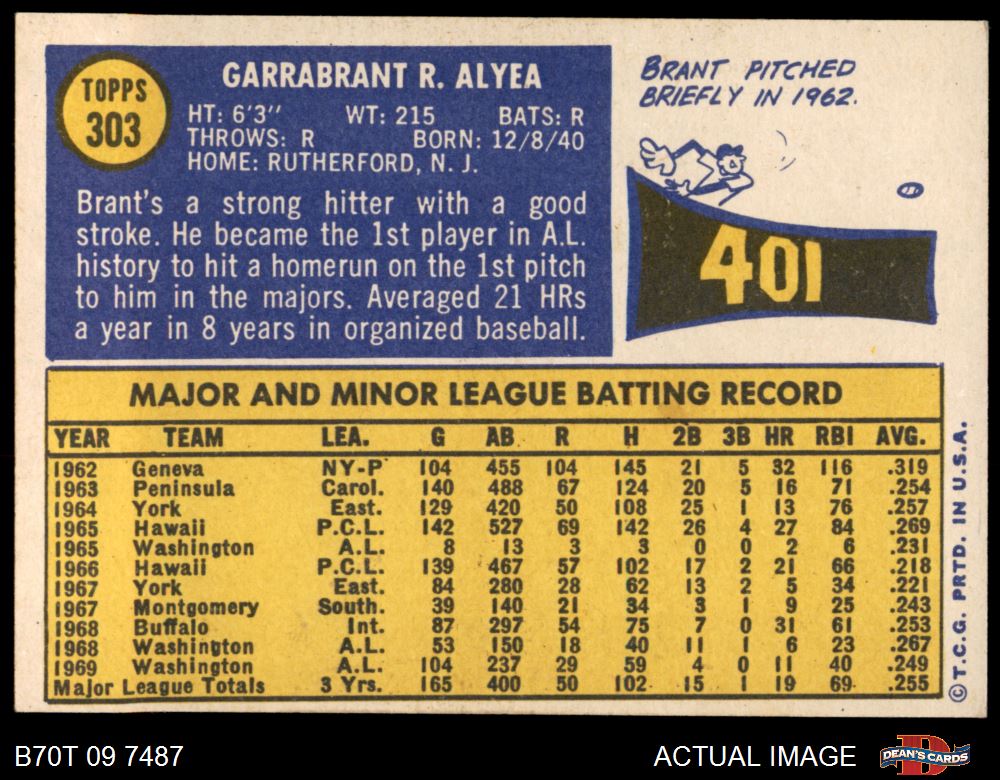 TOPPS
303
GARRABRANT R. ALYEA
HT: 6'3'' WT: 215 BATS: R
THROWS: R BORN: 12/8/40
HOME: RUTHERFORD, N. J.
Brant's a strong hitter with a good
stroke. He became the 1st player in A.L.
history to hit a homerun on the 1st pitch
to him in the majors. Averaged 21 HRs
a year in 8 years in organized baseball.
BRANT PITCHED
BRIEFLY IN 1962.
401
MAJOR AND MINOR LEAGUE BATTING RECORD
YEAR TEAM LEA. G AB R H 2B 3B HR RBI AVG.
1962 Geneva NY-P 104 455 104 145 21 5 32 116 .319
1963 Peninsula Carol. 140 488 67 124 20 5 16 71 .254
1964 York East. 129 420 50 108 25 1 13 76 .257
1965 Hawaii P.C.L. 142 527 69 142 26 4 27 84 .269
1965 Washington A.L. 8 13 3 3 0 0 2 6 .231
1966 Hawaii P.C.L. 139 467 57 102 17 2 21 66 .218
1967 York East. 84 280 28 62 13 2 5 34 .221
1967 Montgomery South. 39 140 21 34 3 1 9 25 .243
1968 Buffalo Int. 87 297 54 75 7 0 31 61 .253
1968 Washington A.L. 53 150 18 40 11 1 6 23 .267
1969 Washington A.L. 104 237 29 59 4 0 11 40 .249
Major League Totals 3 Yrs. 165 400 50 102 15 1 19 69 .255
© T.C.G. PRTD. IN U.S.A.
B70T 09 7487
ACTUAL IMAGE
DEAN'S CARDS